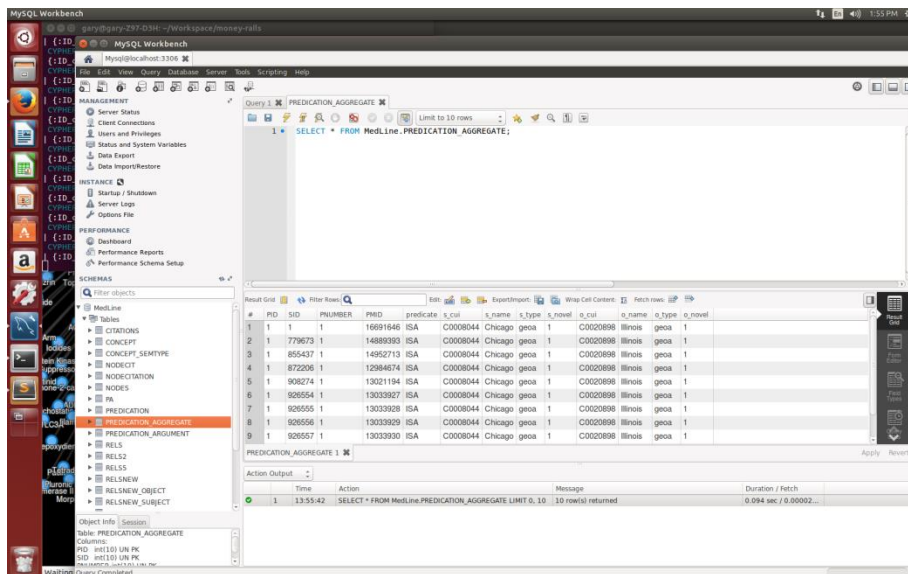 MySQL Workbench
En
1:55 PM
gary@gary-Z97-D3H: ~/Workspace/money-ralls
MySQL Workbench
Mysql@localhost:3306
File Edit View Query Database Server Tools Scripting Help
MANAGEMENT
Server Status
Client Connections
Users and Privileges
Status and System Variables
Data Export
Data Import/Restore
INSTANCE
Startup / Shutdown
Server Logs
Options File
PERFORMANCE
Dashboard
Performance Reports
Performance Schema Setup
SCHEMAS
Filter objects
MedLine
Tables
CITATIONS
CONCEPT
CONCEPT_SEMTYPE
NODECIT
NODECITATION
NODES
PA
PREDICATION
PREDICATION_AGGREGATE
PREDICATION_ARGUMENT
RELS
RELS2
RELS5
RELSNEW
RELSNEW_OBJECT
RELSNEW_SUBJECT
Object Info Session
Table: PREDICATION_AGGREGATE
Columns:
PID int(10) UN PK
SID int(10) UN PK
Query Completed
Query 1 PREDICATION_AGGREGATE
Limit to 10 rows
1 SELECT * FROM MedLine.PREDICATION_AGGREGATE;
Result Grid Filter Rows: Edit: Export/Import: Wrap Cell Content: Fetch rows:
# PID SID PNUMBER PMID predicate s_cui s_name s_type s_novel o_cui o_name o_type o_novel
1 1 1 1 16691646 ISA C0008044 Chicago geoa 1 C0020898 Illinois geoa 1
2 1 779673 1 14889393 ISA C0008044 Chicago geoa 1 C0020898 Illinois geoa 1
3 1 855437 1 14952713 ISA C0008044 Chicago geoa 1 C0020898 Illinois geoa 1
4 1 872206 1 12984674 ISA C0008044 Chicago geoa 1 C0020898 Illinois geoa 1
5 1 908274 1 13021194 ISA C0008044 Chicago geoa 1 C0020898 Illinois geoa 1
6 1 926554 1 13033927 ISA C0008044 Chicago geoa 1 C0020898 Illinois geoa 1
7 1 926555 1 13033928 ISA C0008044 Chicago geoa 1 C0020898 Illinois geoa 1
8 1 926556 1 13033929 ISA C0008044 Chicago geoa 1 C0020898 Illinois geoa 1
9 1 926557 1 13033930 ISA C0008044 Chicago geoa 1 C0020898 Illinois geoa 1
Result Grid
Form Editor
Field Types
PREDICATION_AGGREGATE 1
Apply Revert
Action Output
Time Action Message Duration / Fetch
1 13:55:42 SELECT * FROM MedLine.PREDICATION_AGGREGATE LIMIT 0, 10 10 row(s) returned 0.094 sec / 0.00002...